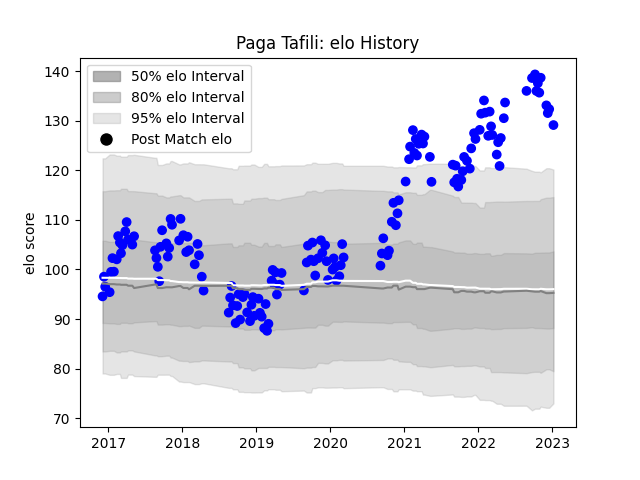 Paga Tafili: elo History
50% elo Interval
80% elo Interval
95% elo Interval
Post Match elo
elo score
140
130
120
110
100
90
80
70
2017 2018 2019 2020 2021 2022 2023